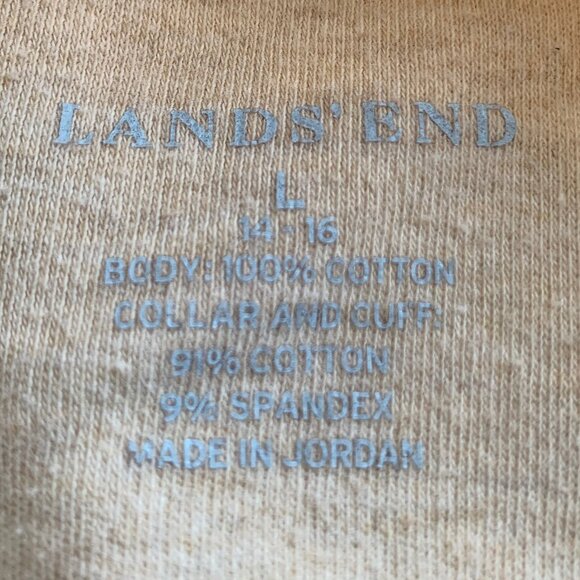 LANDS' END
L
14 - 16
BODY: 100% COTTON
COLLAR AND CUFF:
91% COTTON
9% SPANDEX
MADE IN JORDAN